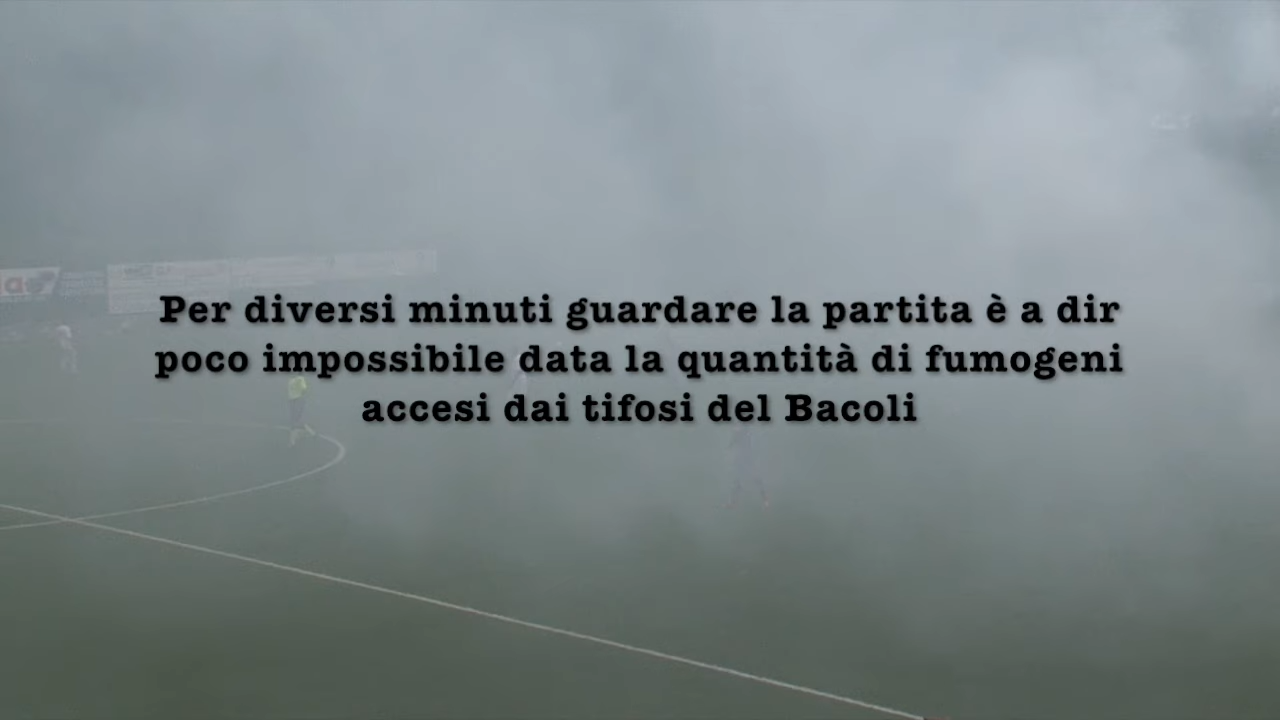 Per diversi minuti guardare la partita è a dir
poco impossibile data la quantità di fumogeni
accesi dai tifosi del Bacoli